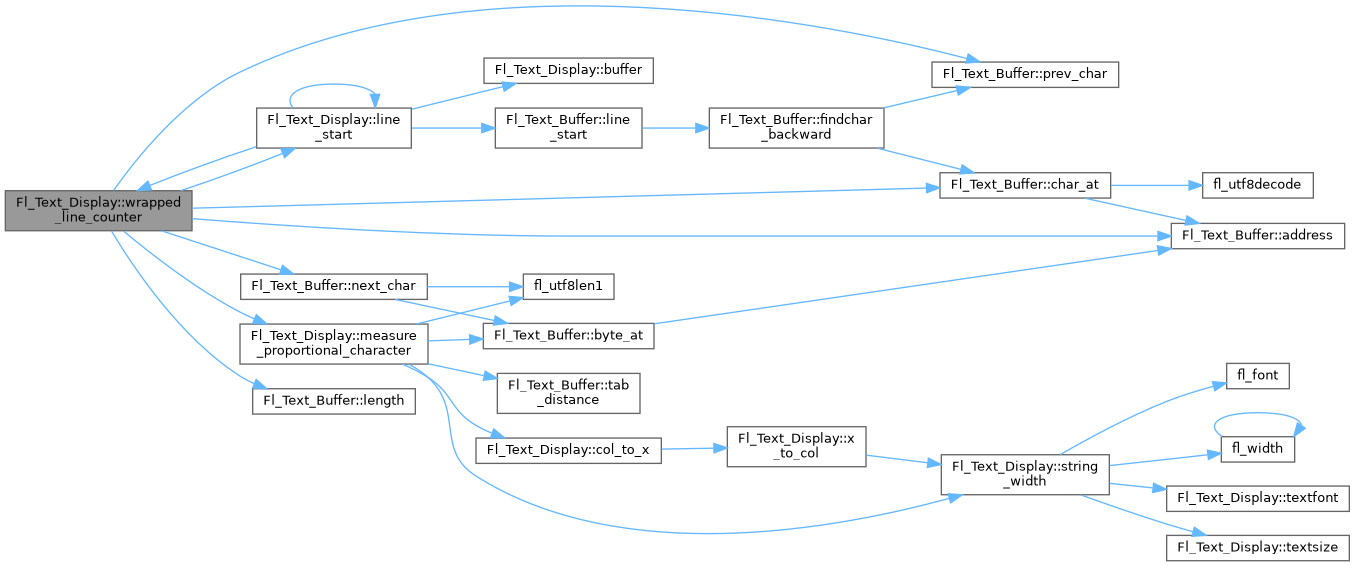 Fl_Text_Display::wrapped
_line_counter
Fl_Text_Display::line
_start
Fl_Text_Display::buffer
Fl_Text_Buffer::line
_start
Fl_Text_Buffer::findchar
_backward
Fl_Text_Buffer::prev_char
Fl_Text_Buffer::char_at
fl_utf8decode
Fl_Text_Buffer::address
Fl_Text_Buffer::next_char
fl_utf8len1
Fl_Text_Display::measure
_proportional_character
Fl_Text_Buffer::byte_at
Fl_Text_Buffer::tab
_distance
Fl_Text_Buffer::length
Fl_Text_Display::col_to_x
Fl_Text_Display::x
_to_col
Fl_Text_Display::string
_width
fl_font
fl_width
Fl_Text_Display::textfont
Fl_Text_Display::textsize